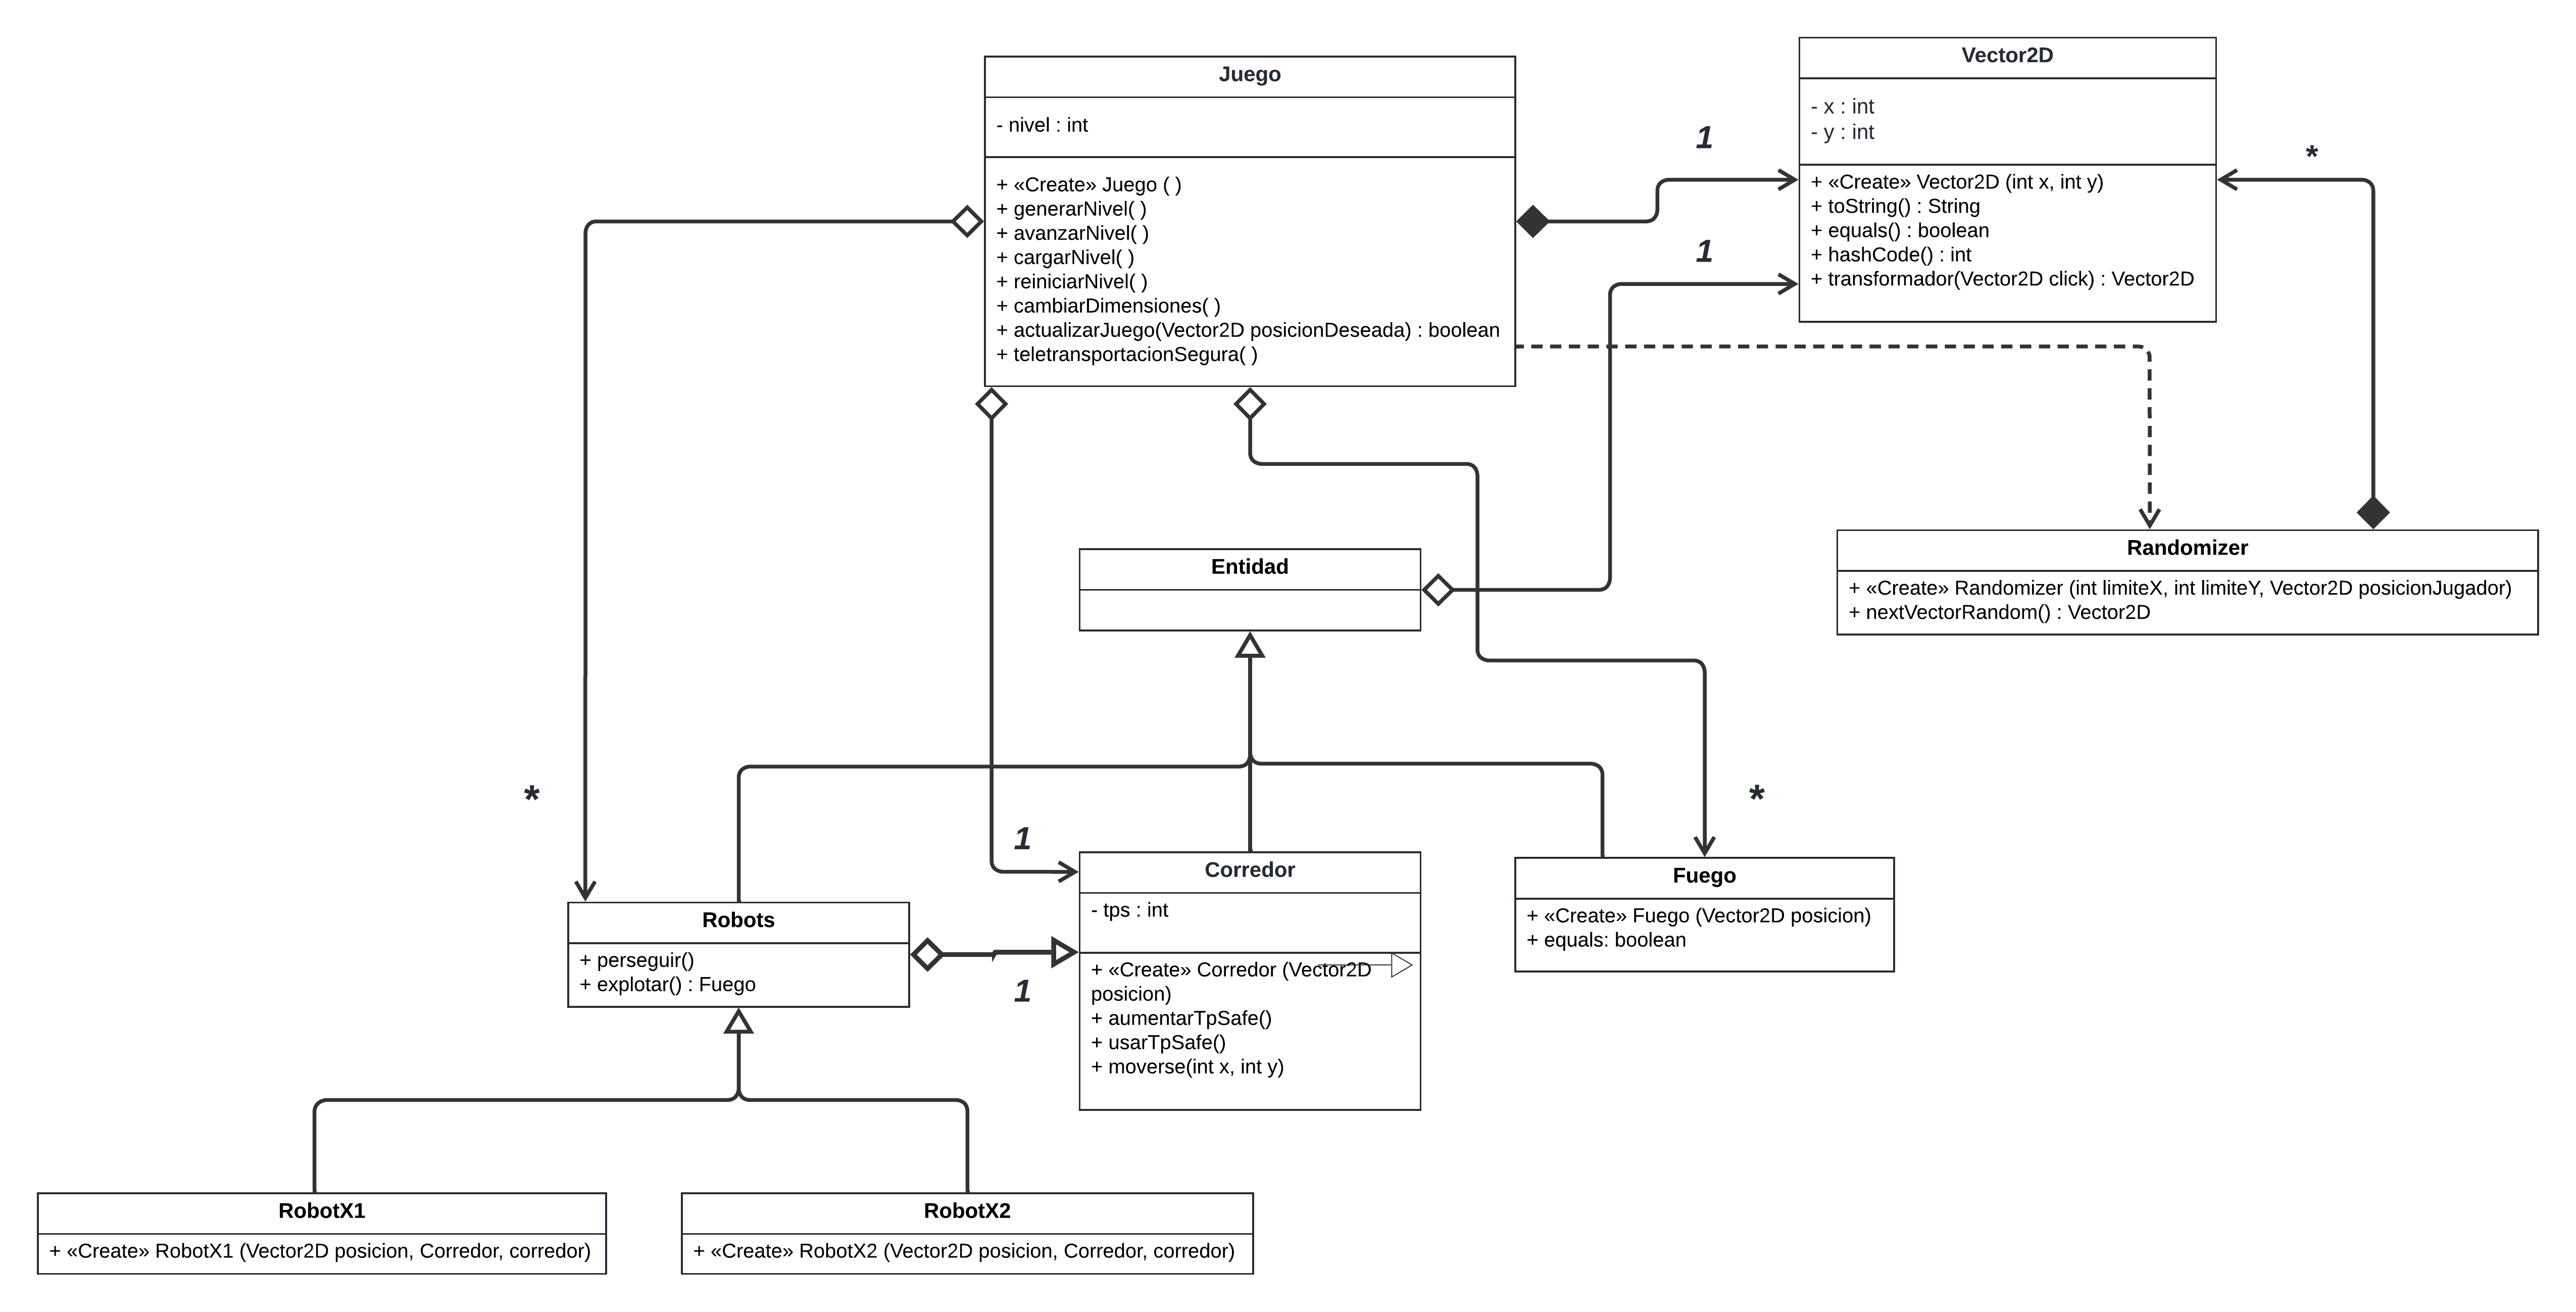 Juego
- nivel : int
+ «Create» Juego ( )
+ generarNivel( )
+ avanzarNivel( )
+ cargarNivel( )
+ reiniciarNivel( )
+ cambiarDimensiones( )
+ actualizarJuego(Vector2D posicionDeseada) : boolean
+ teletransportacionSegura( )
1
1
Vector2D
- x : int
- y : int
+ «Create» Vector2D (int x, int y)
+ toString() : String
+ equals() : boolean
+ hashCode() : int
+ transformador(Vector2D click) : Vector2D
*
Entidad
Randomizer
+ «Create» Randomizer (int limiteX, int limiteY, Vector2D posicionJugador)
+ nextVectorRandom() : Vector2D
*
1
*
Robots
+ perseguir()
+ explotar() : Fuego
1
Corredor
- tps : int
+ «Create» Corredor (Vector2D
posicion)
+ aumentarTpSafe()
+ usarTpSafe()
+ moverse(int x, int y)
Fuego
+ «Create» Fuego (Vector2D posicion)
+ equals: boolean
RobotX1
+ «Create» RobotX1 (Vector2D posicion, Corredor, corredor)
RobotX2
+ «Create» RobotX2 (Vector2D posicion, Corredor, corredor)